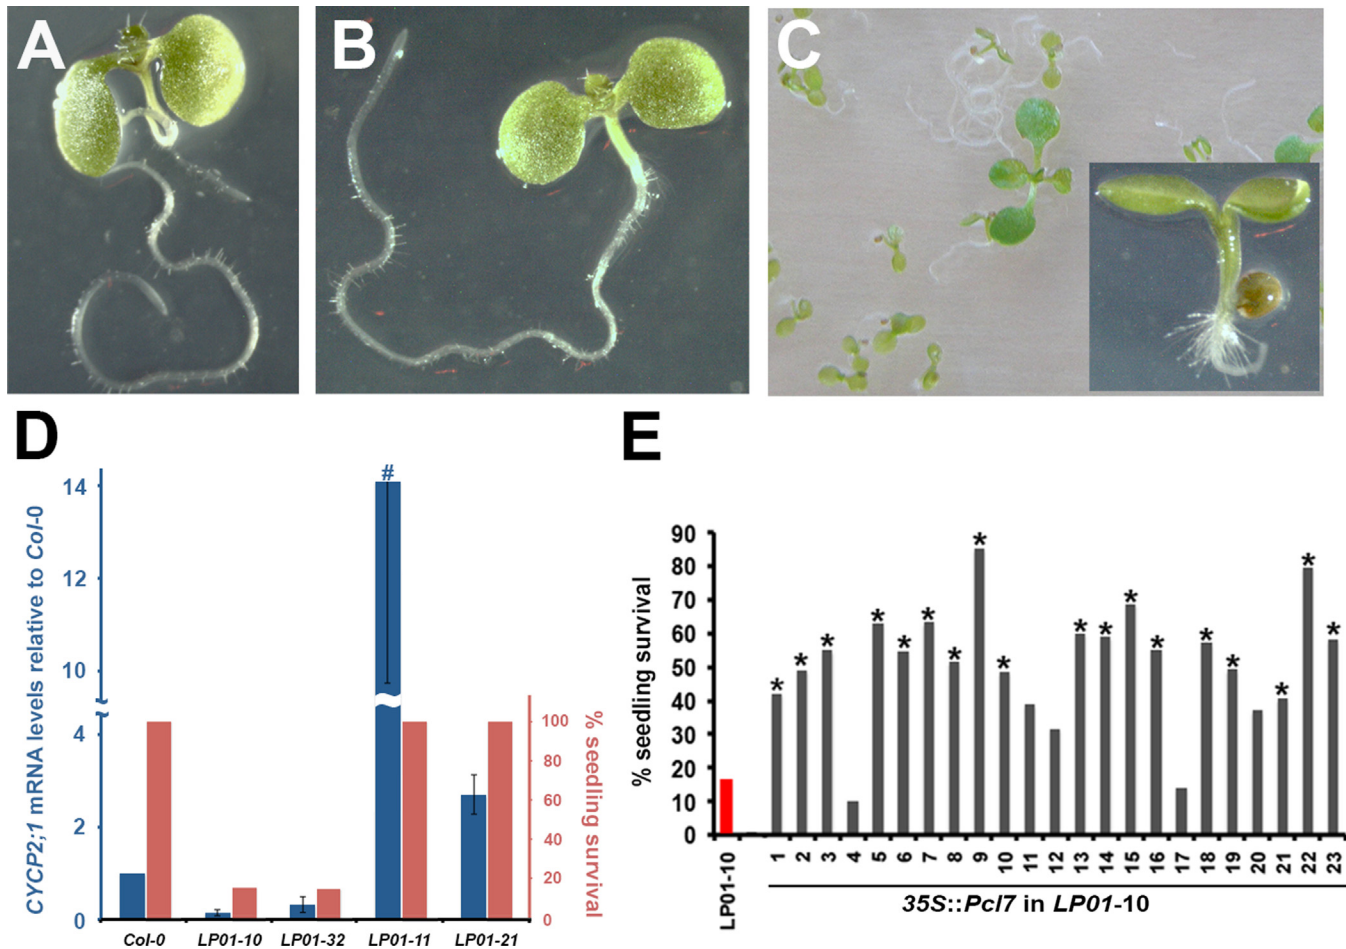 A
B
C
D
CYCP2;1 mRNA levels relative to Col-0
14
12
10
4
2
0
#
100
80
60
40
20
0
% seedling survival
Col-0 LP01-10 LP01-32 LP01-11 LP01-21
E
% seedling survival
90
80
70
60
50
40
30
20
10
0
* * * * * * * * * * * * * * * * * *
LP01-10 1 2 3 4 5 6 7 8 9 10 11 12 13 14 15 16 17 18 19 20 21 22 23
35S::Pcl7 in LP01-10